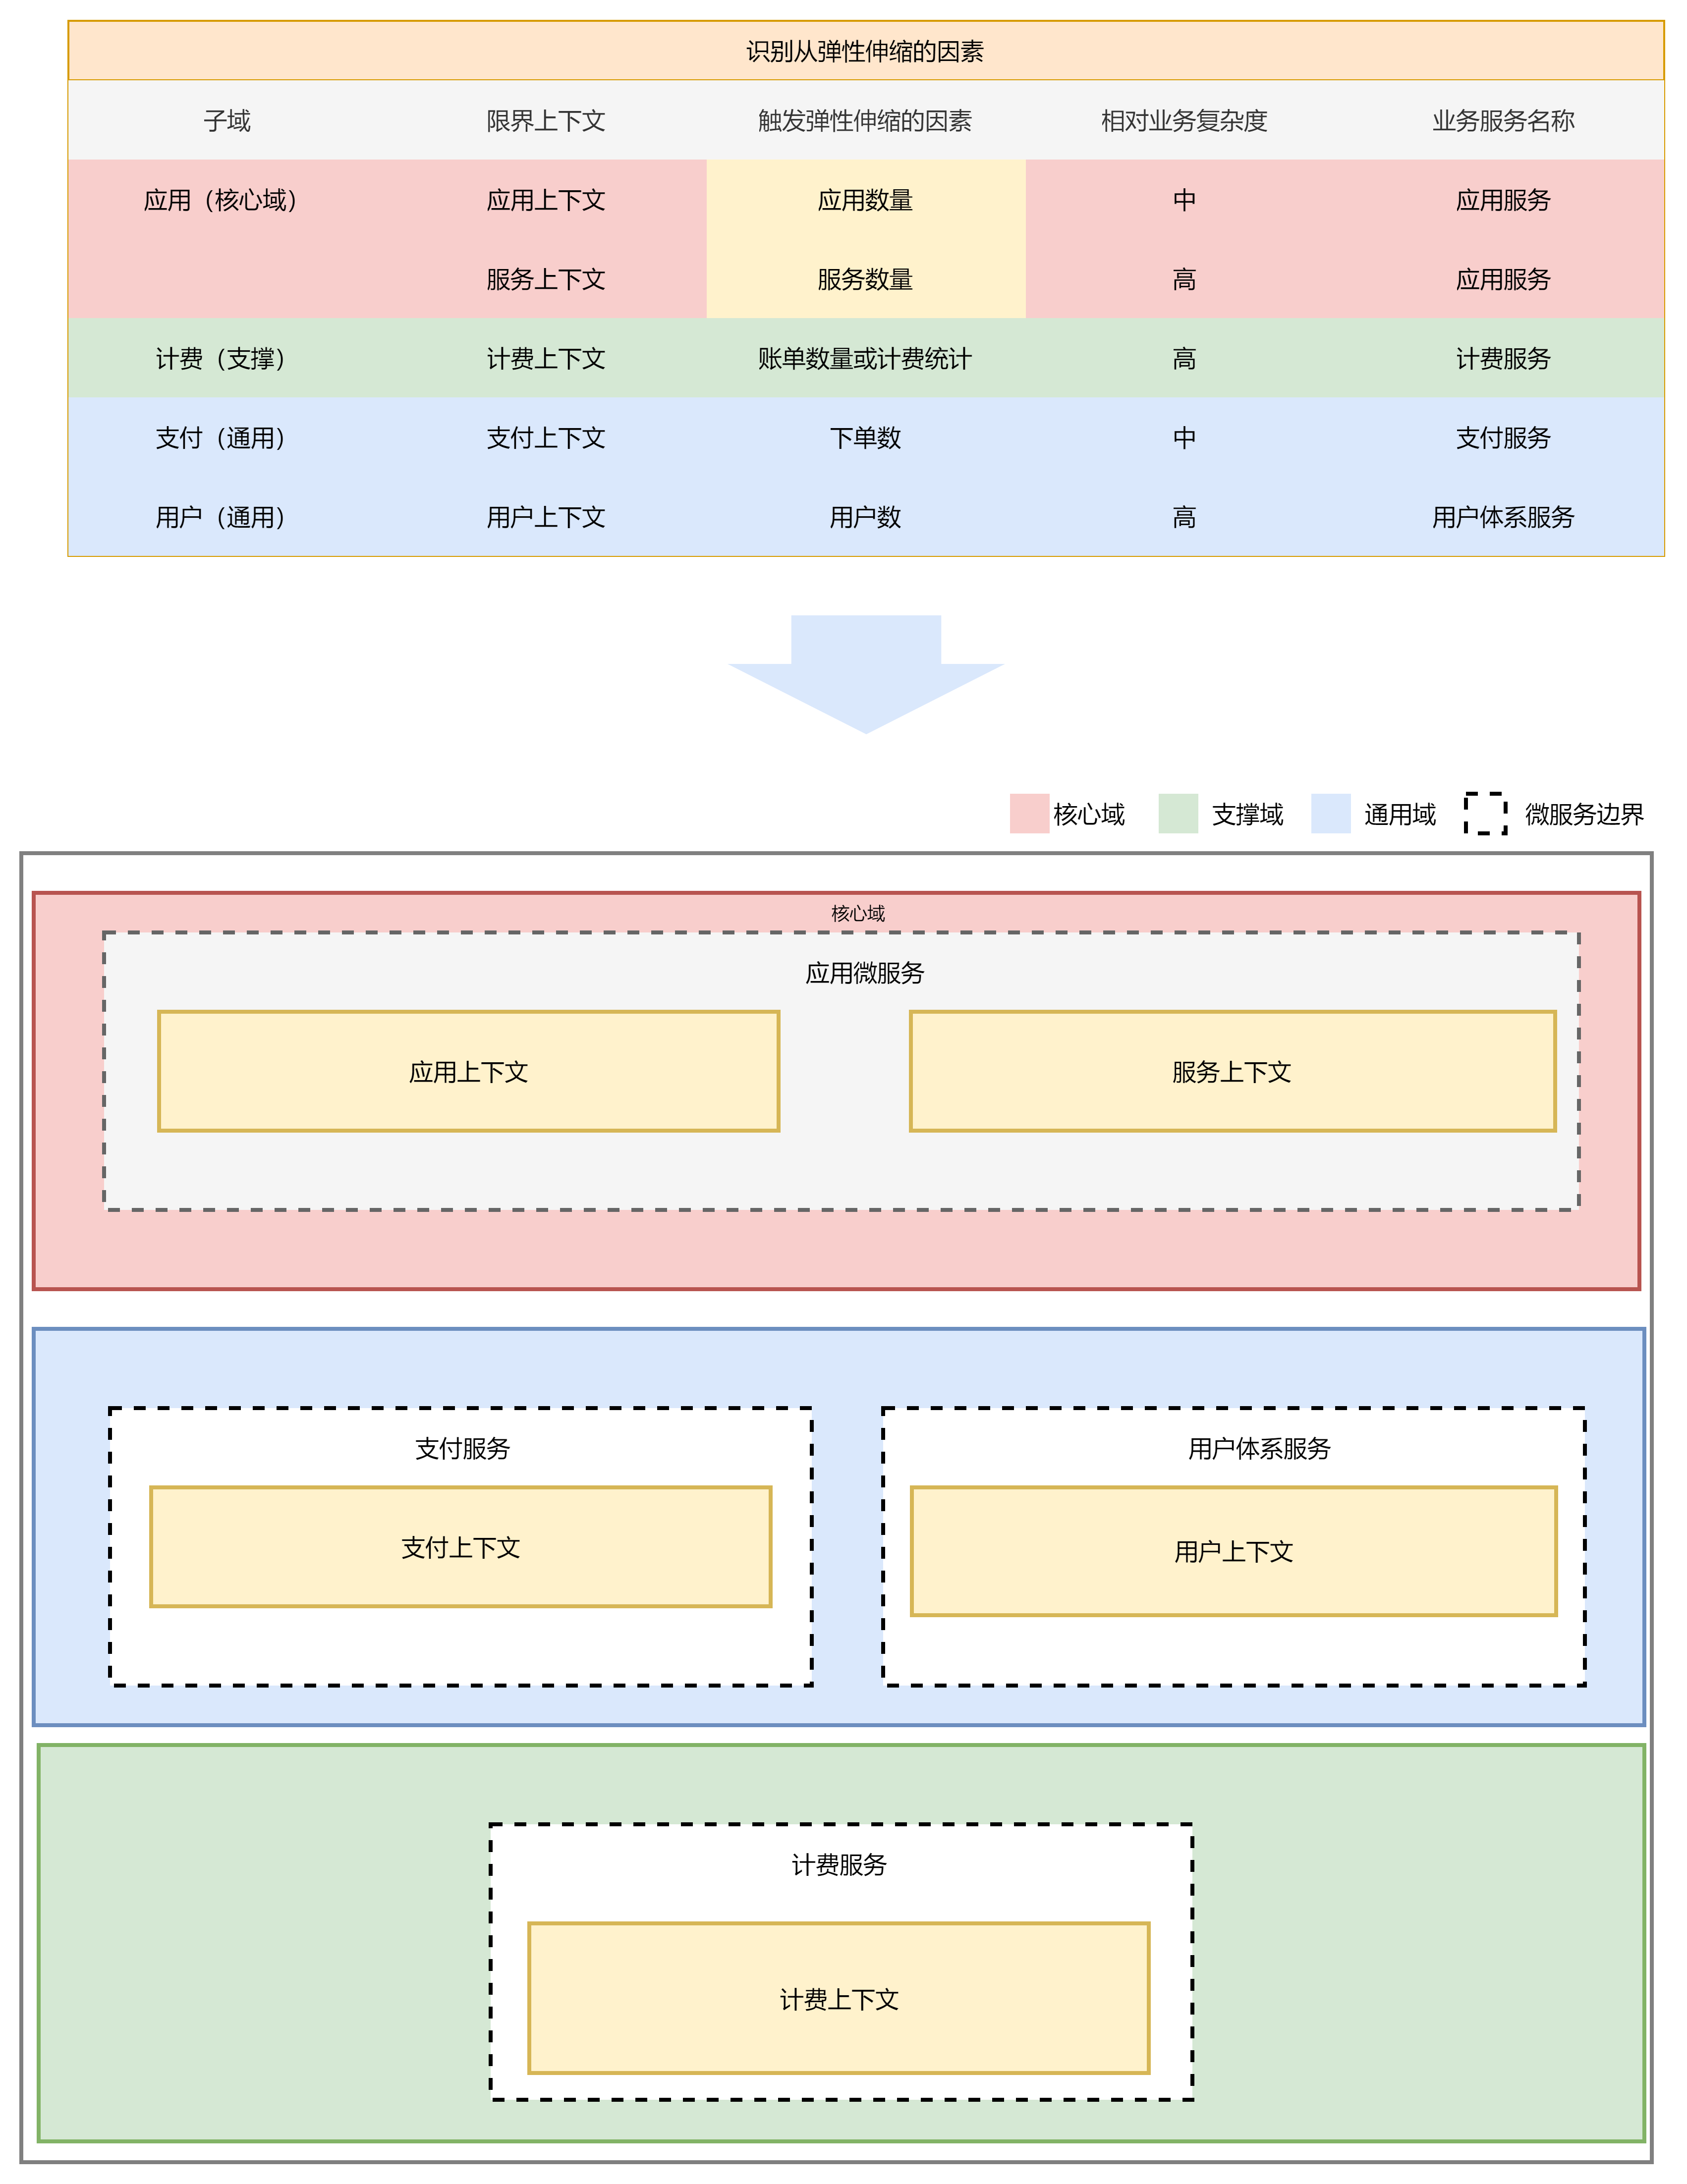 识别从弹性伸缩的因素
子域 限界上下文 触发弹性伸缩的因素 相对业务复杂度 业务服务名称
应用（核心域） 应用上下文 应用数量 中 应用服务
服务上下文 服务数量 高 应用服务
计费（支撑） 计费上下文 账单数量或计费统计 高 计费服务
支付（通用） 支付上下文 下单数 中 支付服务
用户（通用） 用户上下文 用户数 高 用户体系服务
核心域 支撑域 通用域 微服务边界
核心域
应用微服务
应用上下文 服务上下文
支付服务 用户体系服务
支付上下文 用户上下文
计费服务
计费上下文